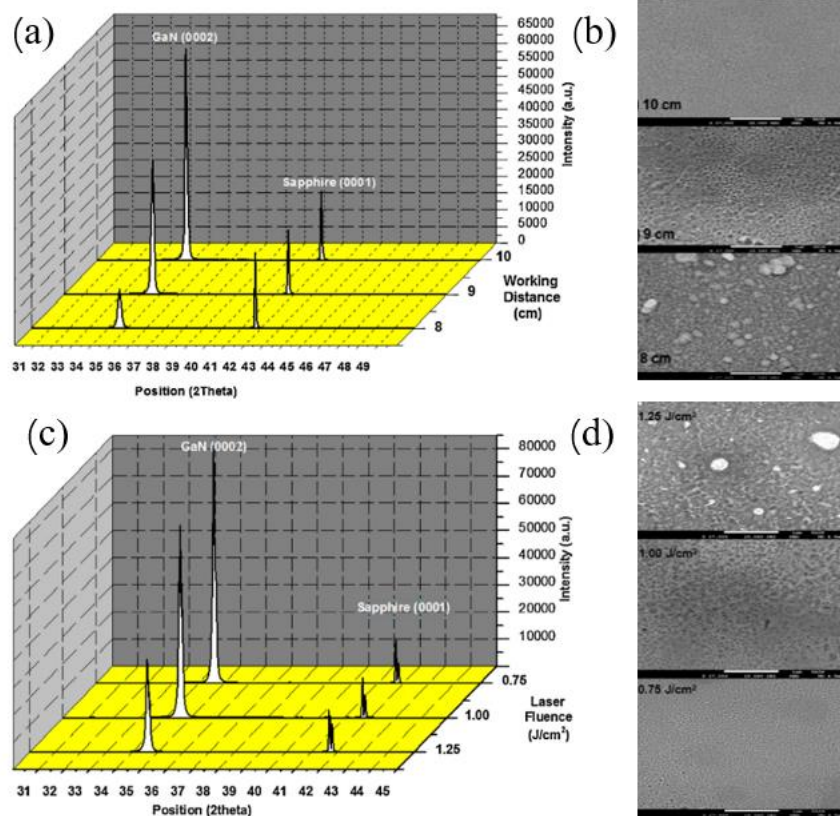 (a)
GaN (0002)
Sapphire (0001)
65000
60000
55000
50000
45000
40000
35000
30000
25000
20000
15000
10000
5000
0
Intensity (a.u.)
10
9
8
Working
Distance
(cm)
31 32 33 34 35 36 37 38 39 40 41 42 43 44 45 46 47 48 49
Position (2Theta)
(b)
10 cm
9 cm
8 cm
(c)
GaN (0002)
Sapphire (0001)
80000
70000
60000
50000
40000
30000
20000
10000
Intensity (a.u.)
0.75
1.00
1.25
Laser
Fluence
(J/cm²)
31 32 33 34 35 36 37 38 39 40 41 42 43 44 45
Position (2theta)
(d)
1.25 J/cm²
1.00 J/cm²
0.75 J/cm²